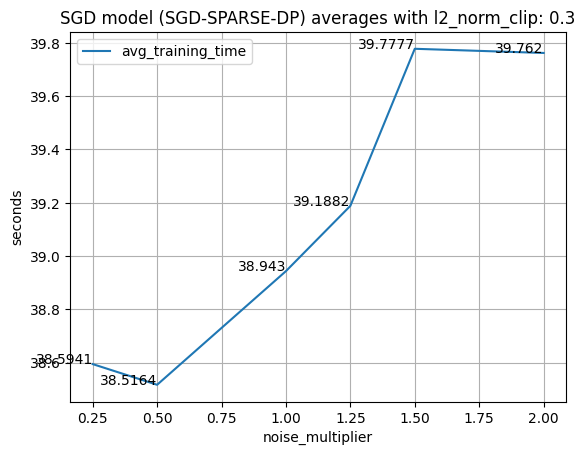 SGD model (SGD-SPARSE-DP) averages with l2_norm_clip: 0.3
avg_training_time
39.8
39.6
39.4
39.2
39.0
38.8
38.6
seconds
39.7777
39.762
39.1882
38.943
38.5941
38.5164
0.25 0.50 0.75 1.00 1.25 1.50 1.75 2.00
noise_multiplier